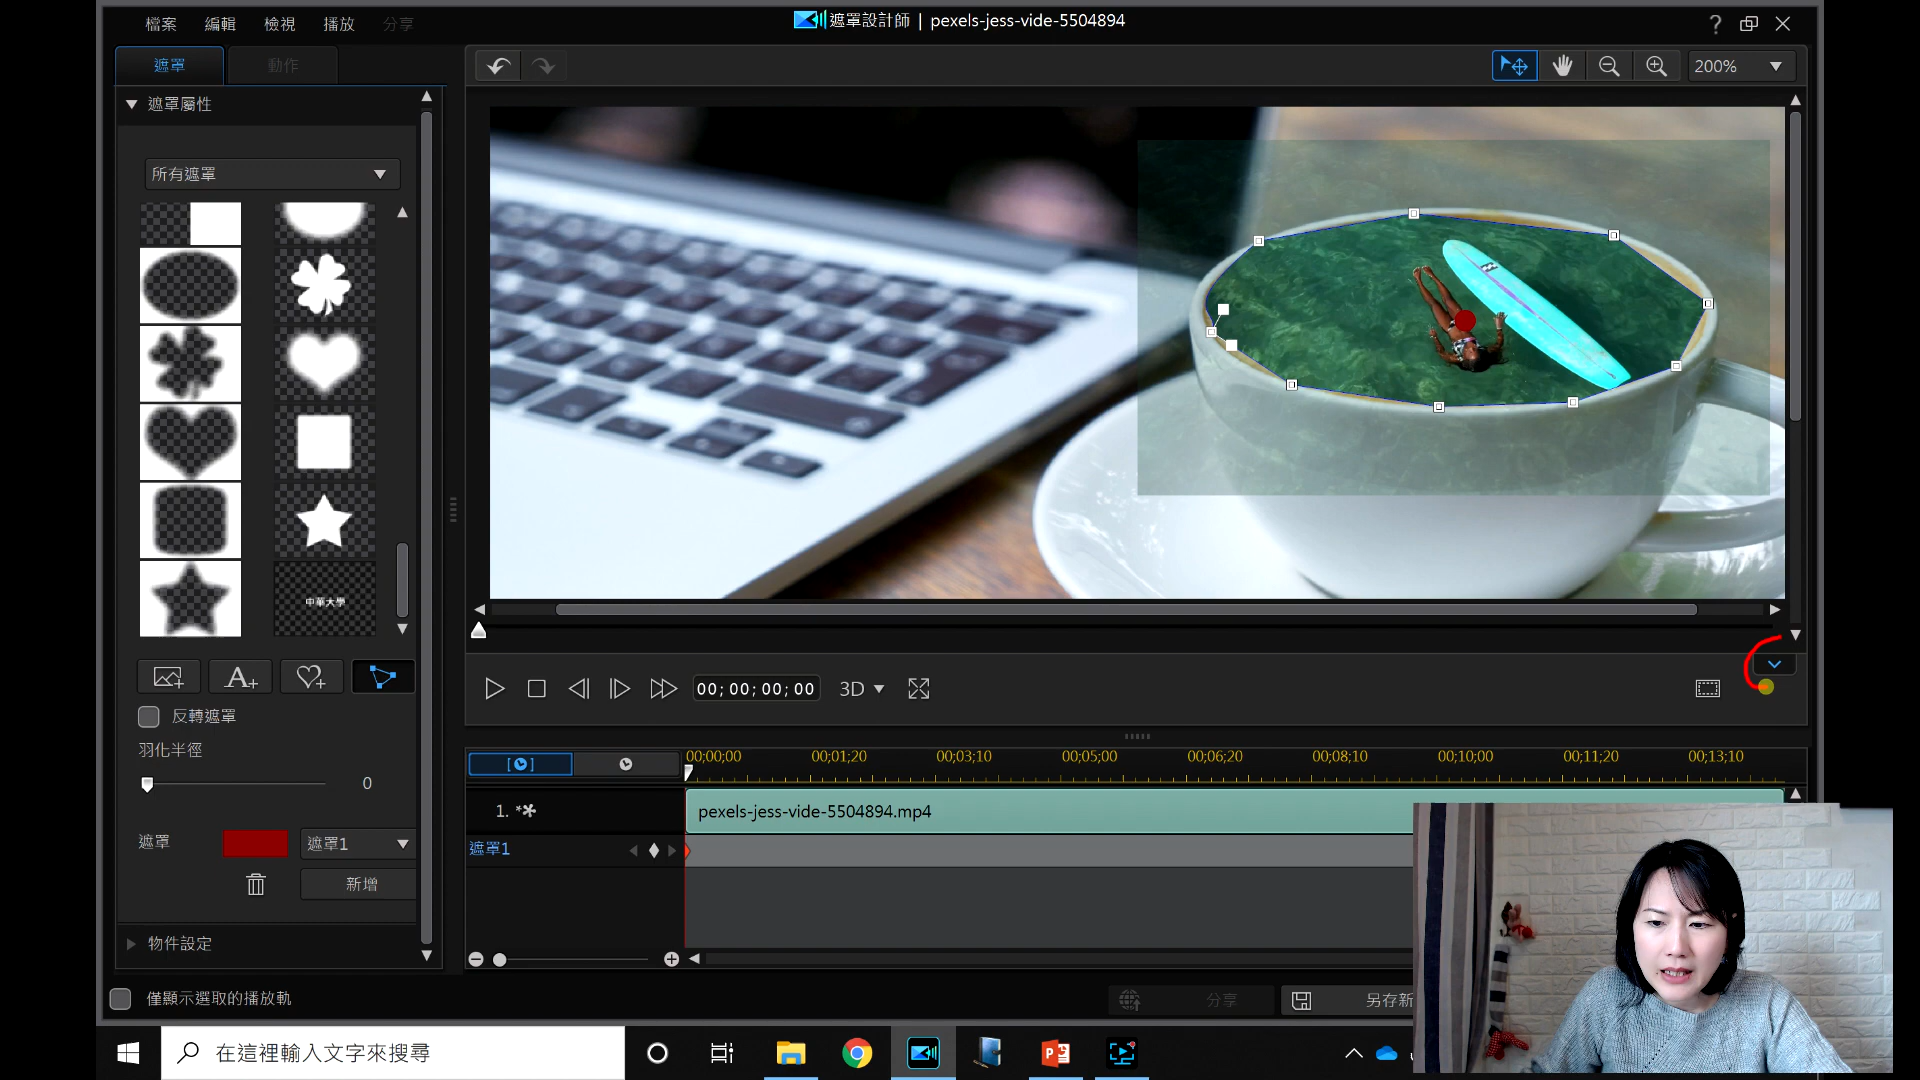 檔案 編輯 檢視 播放 分享
遮罩設計師 | pexels-jess-vide-5504894
?
遮罩 動作
200%
遮罩屬性
所有遮罩
中華大學
A+
反轉遮罩
羽化半徑
0
遮罩 遮罩1
新增
物件設定
僅顯示選取的播放軌
00;00;00;00
3D
00;00;00 00;01;20 00;03;10 00;05;00 00;06;20 00;08;10 00;10;00 00;11;20 00;13;10
1.
pexels-jess-vide-5504894.mp4
遮罩1
分享 另存新
在這裡輸入文字來搜尋